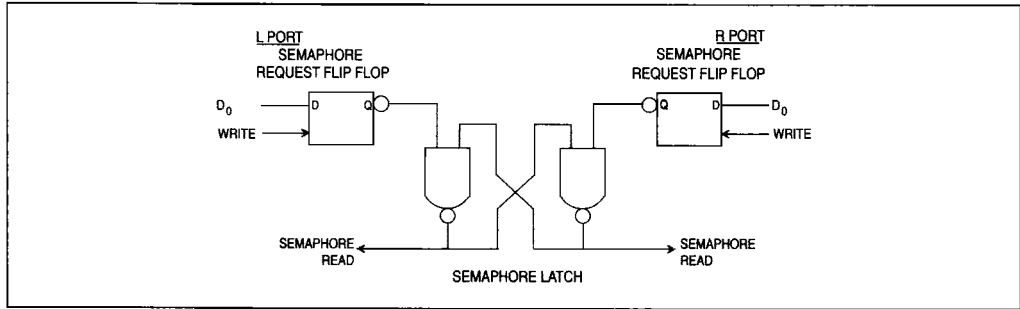 L PORT
SEMAPHORE
REQUEST FLIP FLOP
R PORT
SEMAPHORE
REQUEST FLIP FLOP
D0
D
Q
WRITE
Q
D
D0
WRITE
SEMAPHORE
READ
SEMAPHORE
READ
SEMAPHORE LATCH